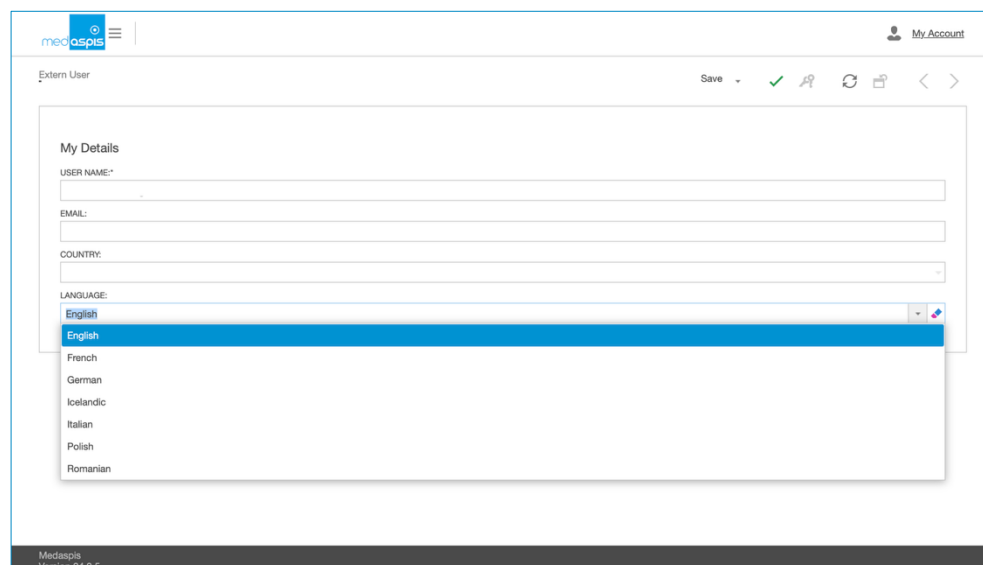 medaspis
My Account
Extern User
Save
My Details
USER NAME:*
EMAIL:
COUNTRY:
LANGUAGE:
English
English
French
German
Icelandic
Italian
Polish
Romanian
Medaspis